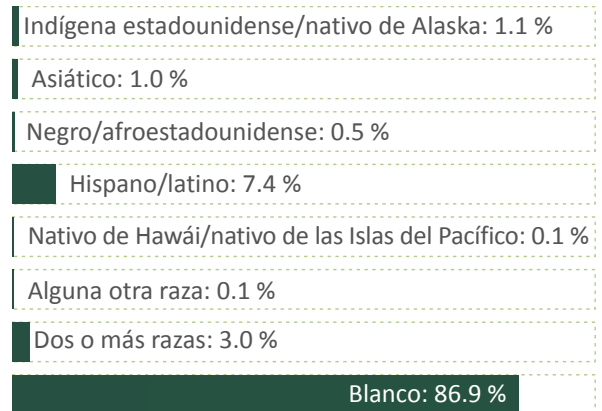 Indígena estadounidense/nativo de Alaska: 1.1 %
Asiático: 1.0 %
Negro/afroestadounidense: 0.5 %
Hispano/latino: 7.4 %
Nativo de Hawái/nativo de las Islas del Pacífico: 0.1 %
Alguna otra raza: 0.1 %
Dos o más razas: 3.0 %
Blanco: 86.9 %